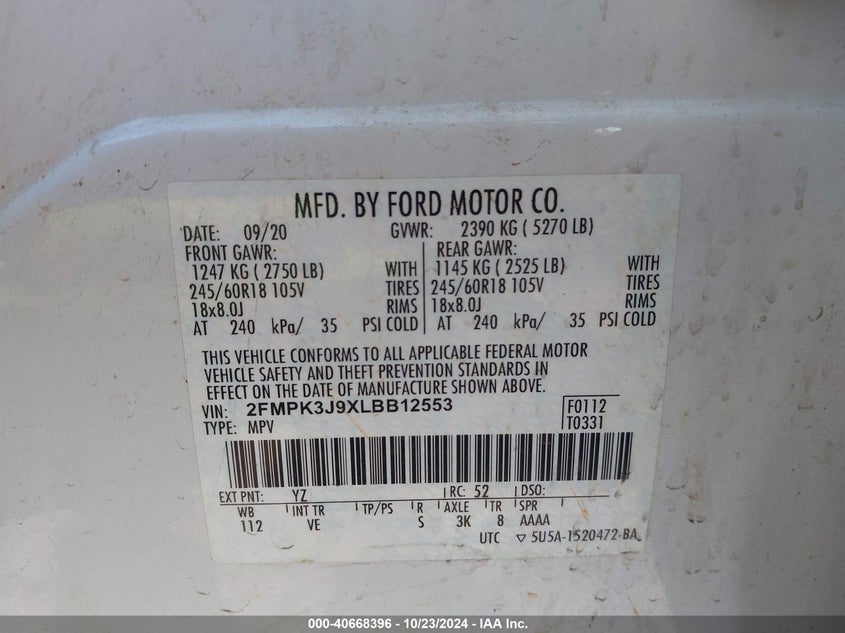 MFD. BY FORD MOTOR CO.
DATE: 09/20 GVWR: 2390 KG ( 5270 LB)
FRONT GAWR: REAR GAWR:
1247 KG ( 2750 LB) WITH 1145 KG ( 2525 LB) WITH
245/60R18 105V TIRES 245/60R18 105V TIRES
18x8.0J RIMS 18x8.0J RIMS
AT 240 kPa/ 35 PSI COLD AT 240 kPa/ 35 PSI COLD
THIS VEHICLE CONFORMS TO ALL APPLICABLE FEDERAL MOTOR
VEHICLE SAFETY AND THEFT PREVENTION STANDARDS IN
EFFECT ON THE DATE OF MANUFACTURE SHOWN ABOVE.
VIN: 2FMPK3J9XLBB12553 F0112
TYPE: MPV T0331
EXT PNT: YZ RC: 52 DSO:
WB INT TR TP/PS R AXLE TR SPR
112 VE S 3K 8 AAAA
UTC ▽ 5U5A-1520472-BA
000-40668396 - 10/23/2024 - IAA Inc.